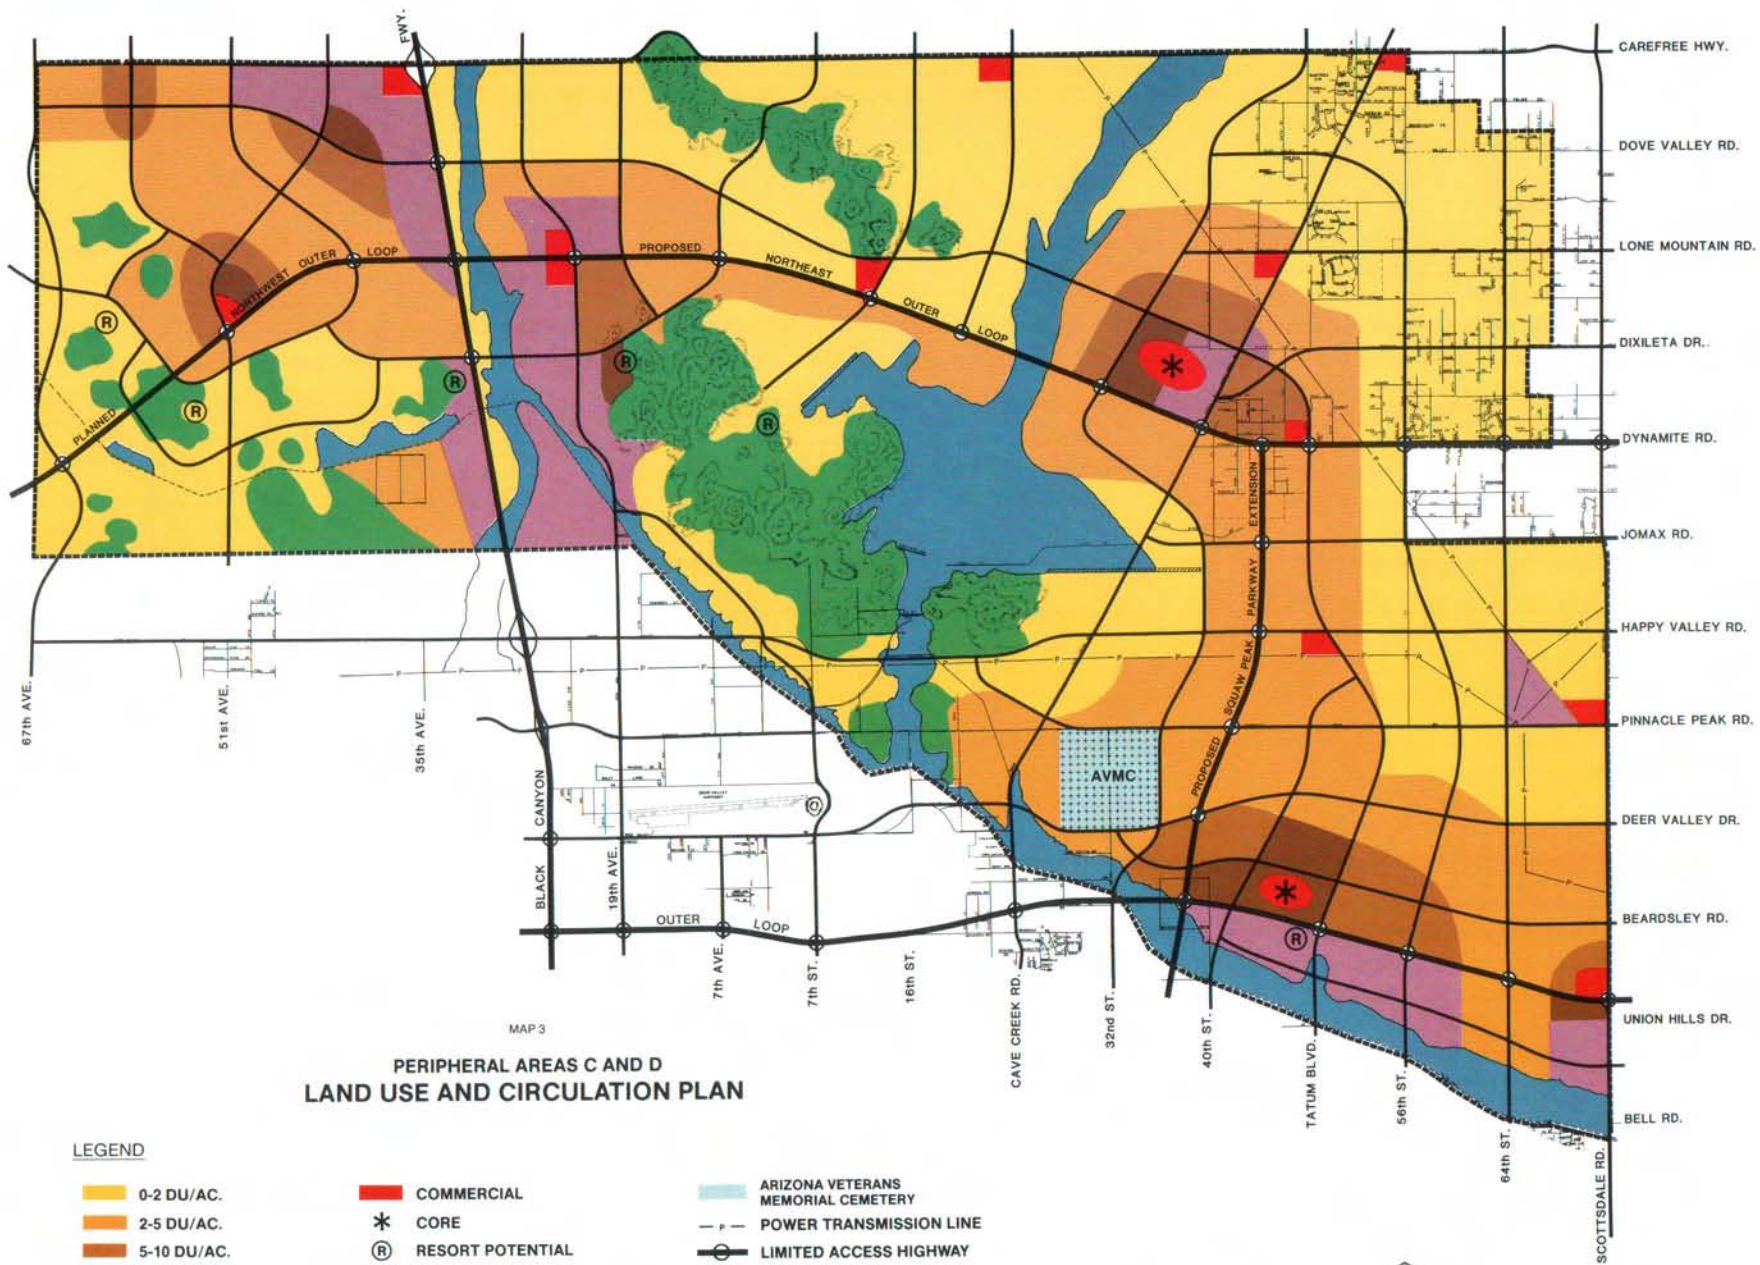 FWY.
CAREFREE HWY.
DOVE VALLEY RD.
LONE MOUNTAIN RD.
DIXILETA DR.
DYNAMITE RD.
JOMAX RD.
HAPPY VALLEY RD.
PINNACLE PEAK RD.
DEER VALLEY DR.
BEARDSLEY RD.
UNION HILLS DR.
BELL RD.
PLANNED
NORTHWEST
OUTER
LOOP
PROPOSED
NORTHEAST
OUTER
LOOP
R
R
R
R
R
EXTENSION
PARKWAY
SQUAW PEAK
PROPOSED
AVMC
R
67th AVE.
51st AVE.
35th AVE.
BLACK
CANYON
19th AVE.
7th AVE.
7th ST.
16th ST.
CAVE CREEK RD.
32nd ST.
40th ST.
TATUM BLVD.
56th ST.
64th ST.
SCOTTSDALE RD.
OUTER
LOOP
DEER VALLEY
AIRPORT
MAP 3
PERIPHERAL AREAS C AND D
LAND USE AND CIRCULATION PLAN
LEGEND
0-2 DU/AC.
2-5 DU/AC.
5-10 DU/AC.
COMMERCIAL
CORE
R RESORT POTENTIAL
ARIZONA VETERANS
MEMORIAL CEMETERY
P POWER TRANSMISSION LINE
LIMITED ACCESS HIGHWAY